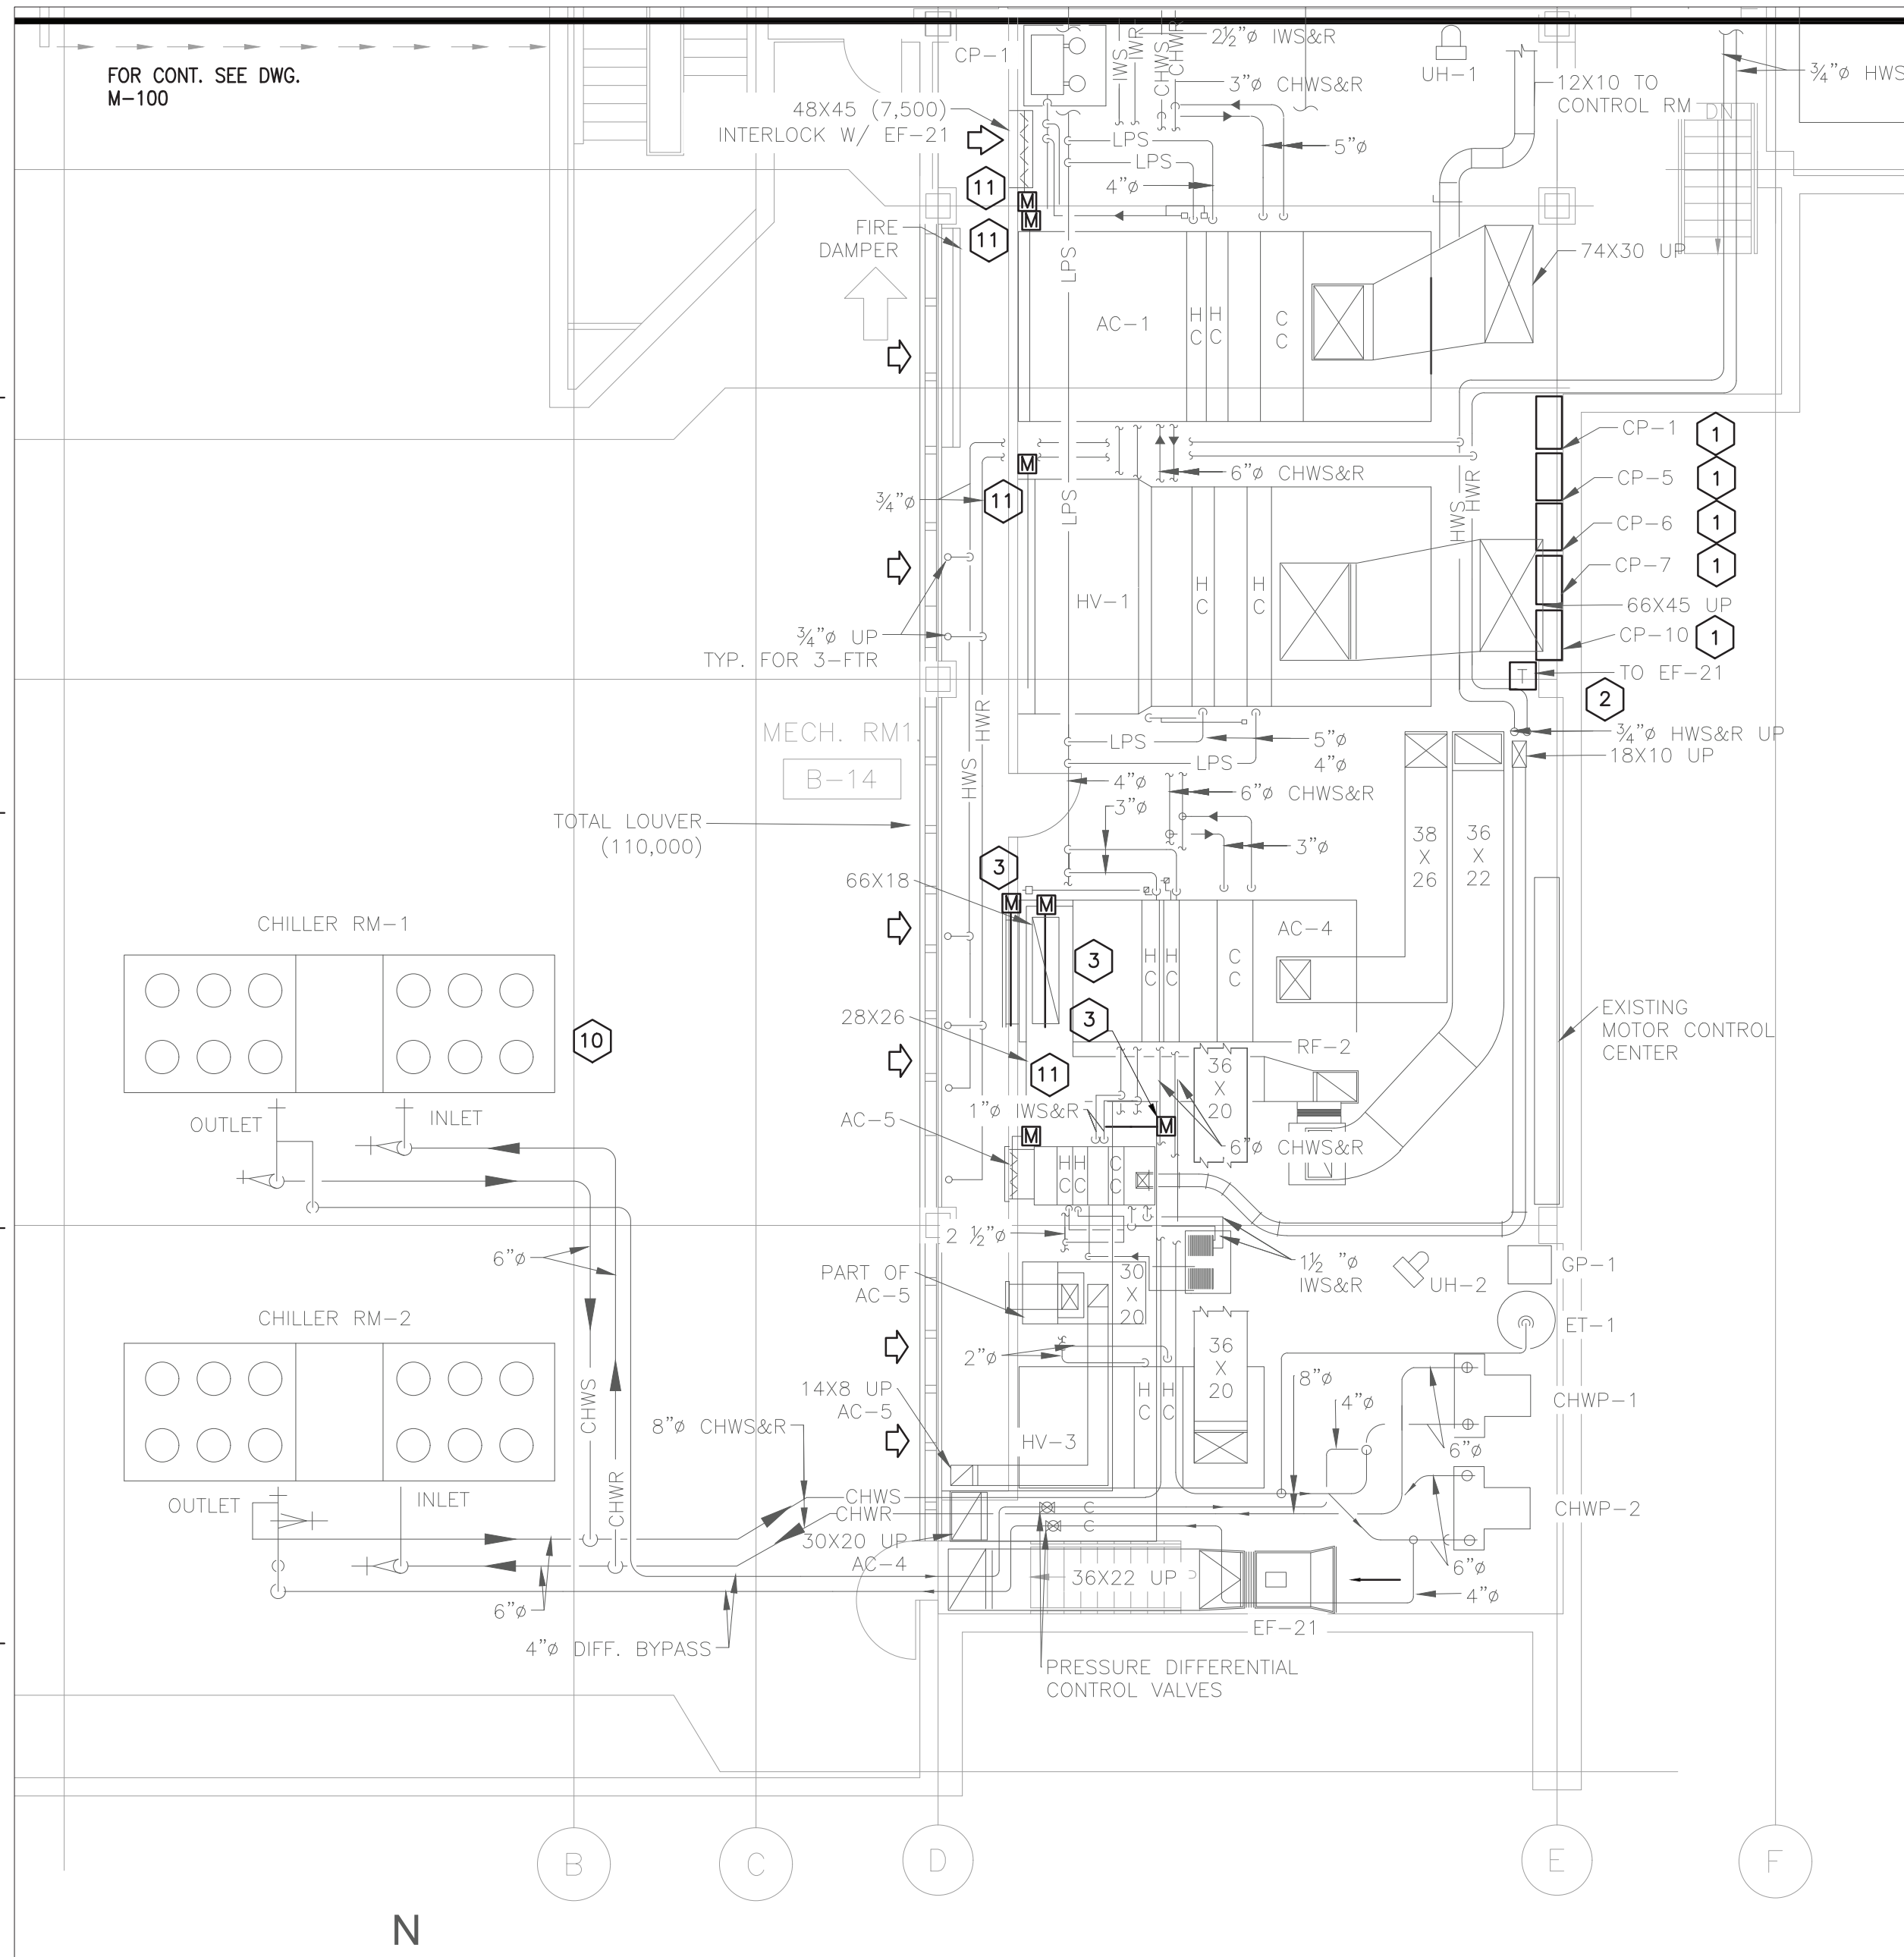 FOR CONT. SEE DWG.
M-100
CP-1
IWS
IWR
CHWS
CHWR
2½"ø IWS&R
UH-1
¾"ø HWS
3"ø CHWS&R
12X10 TO
CONTROL RM
DN
48X45 (7,500)
INTERLOCK W/ EF-21
LPS
LPS
5"ø
4"ø
11
M
M
11
FIRE
DAMPER
LPS
74X30 UP
AC-1
H
C
H
C
C
C
CP-1
1
M
6"ø CHWS&R
CP-5
1
¾"ø
11
LPS
HWS
HWR
CP-6
1
CP-7
1
HV-1
H
C
H
C
66X45 UP
¾"ø UP
TYP. FOR 3-FTR
CP-10
1
T
TO EF-21
2
HWR
MECH. RM1.
B-14
LPS
5"ø
¾"ø HWS&R UP
LPS
4"ø
18X10 UP
HWS
4"ø
6"ø CHWS&R
3"ø
TOTAL LOUVER
(110,000)
3"ø
38
X
26
36
X
22
3
66X18
M
M
CHILLER RM-1
AC-4
3
H
C
H
C
C
C
28X26
3
EXISTING
MOTOR CONTROL
CENTER
10
RF-2
11
36
X
20
OUTLET
INLET
1"ø IWS&R
AC-5
M
M
6"ø CHWS&R
H
C
H
C
C
C
2 ½"ø
6"ø
1½ "ø
IWS&R
UH-2
GP-1
PART OF
AC-5
30
X
20
CHILLER RM-2
ET-1
2"ø
36
X
20
8"ø
14X8 UP
AC-5
4"ø
CHWP-1
H
C
H
C
CHWS
8"ø CHWS&R
HV-3
6"ø
CHWR
OUTLET
INLET
CHWS
CHWR
C
C
CHWP-2
30X20 UP
AC-4
6"ø
36X22 UP
4"ø
6"ø
EF-21
4"ø DIFF. BYPASS
PRESSURE DIFFERENTIAL
CONTROL VALVES
B
C
D
E
F
N